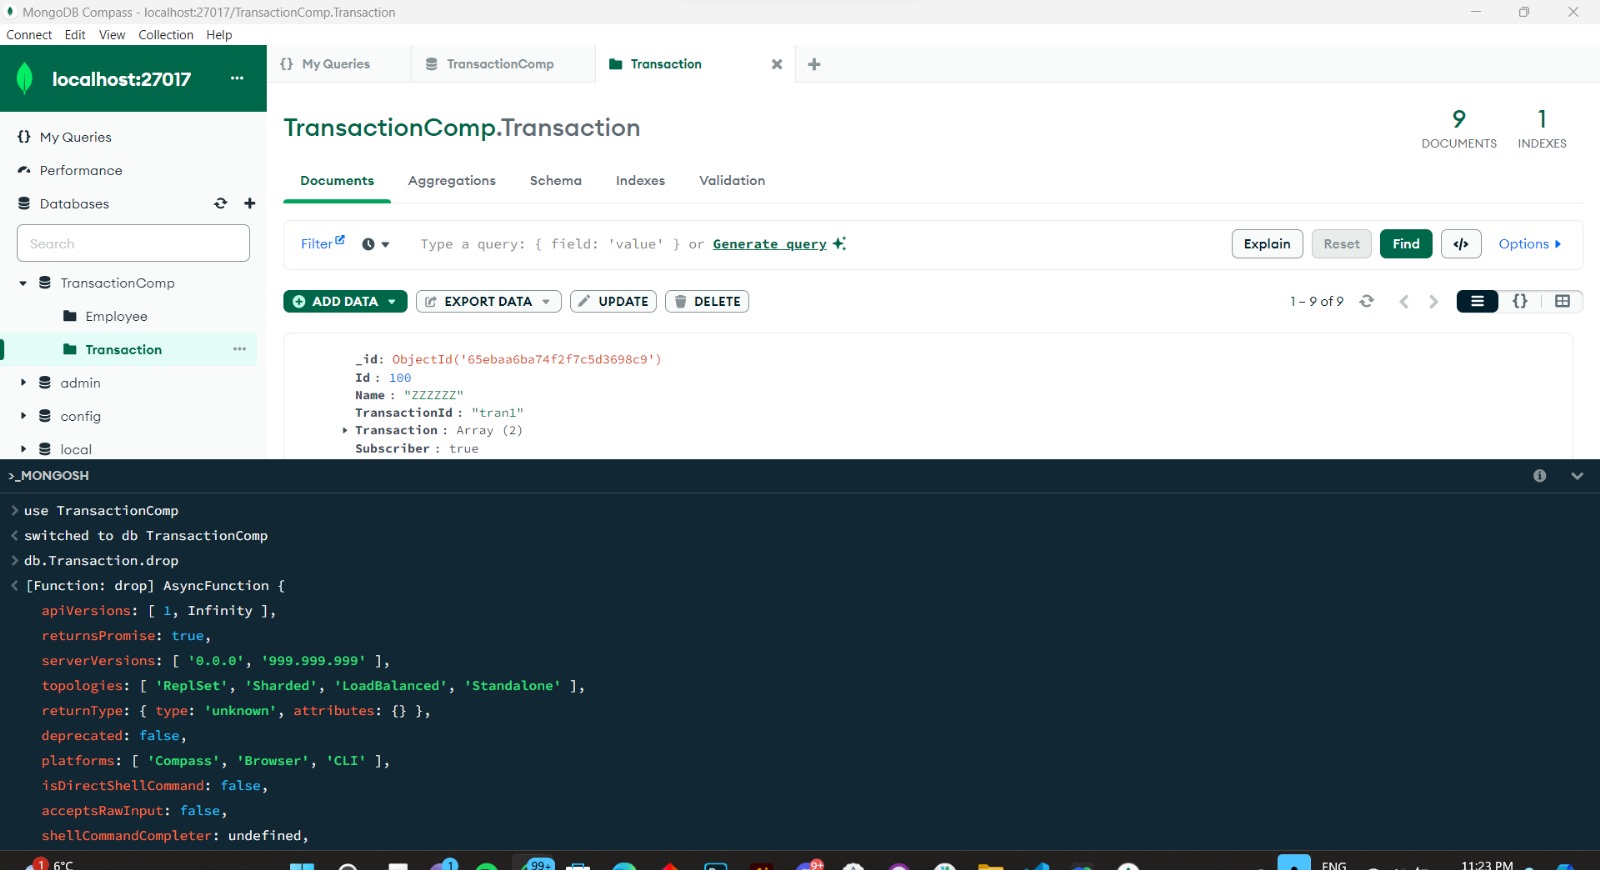 MongoDB Compass - localhost:27017/TransactionComp.Transaction
Connect Edit View Collection Help
localhost:27017 ...
{} My Queries
TransactionComp
Transaction
My Queries
Performance
Databases
Search
TransactionComp
Employee
Transaction ...
admin
config
local
TransactionComp.Transaction
9
DOCUMENTS
1
INDEXES
Documents Aggregations Schema Indexes Validation
Filter Type a query: { field: 'value' } or Generate query
Explain Reset Find </> Options
ADD DATA EXPORT DATA UPDATE DELETE
1 – 9 of 9 {}
_id: ObjectId('65ebaa6ba74f2f7c5d3698c9')
Id : 100
Name : "ZZZZZZ"
TransactionId : "tran1"
Transaction : Array (2)
Subscriber : true
>_MONGOSH
> use TransactionComp
< switched to db TransactionComp
> db.Transaction.drop
< [Function: drop] AsyncFunction {
apiVersions: [ 1, Infinity ],
returnsPromise: true,
serverVersions: [ '0.0.0', '999.999.999' ],
topologies: [ 'ReplSet', 'Sharded', 'LoadBalanced', 'Standalone' ],
returnType: { type: 'unknown', attributes: {} },
deprecated: false,
platforms: [ 'Compass', 'Browser', 'CLI' ],
isDirectShellCommand: false,
acceptsRawInput: false,
shellCommandCompleter: undefined,
1 6°C 1 99+ 9+ ENG 11:23 PM